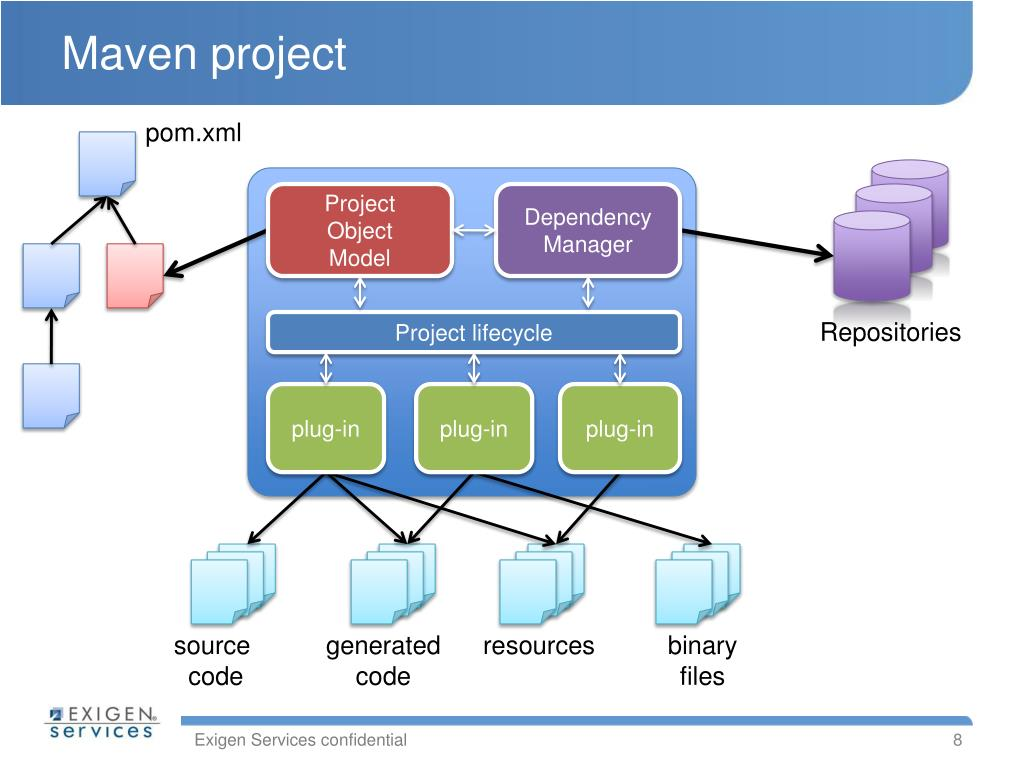 Maven project
pom.xml
Project
Object
Model
Dependency
Manager
Project lifecycle
Repositories
plug-in
plug-in
plug-in
source
code
generated
code
resources
binary
files
EXIGEN®
services
Exigen Services confidential
8